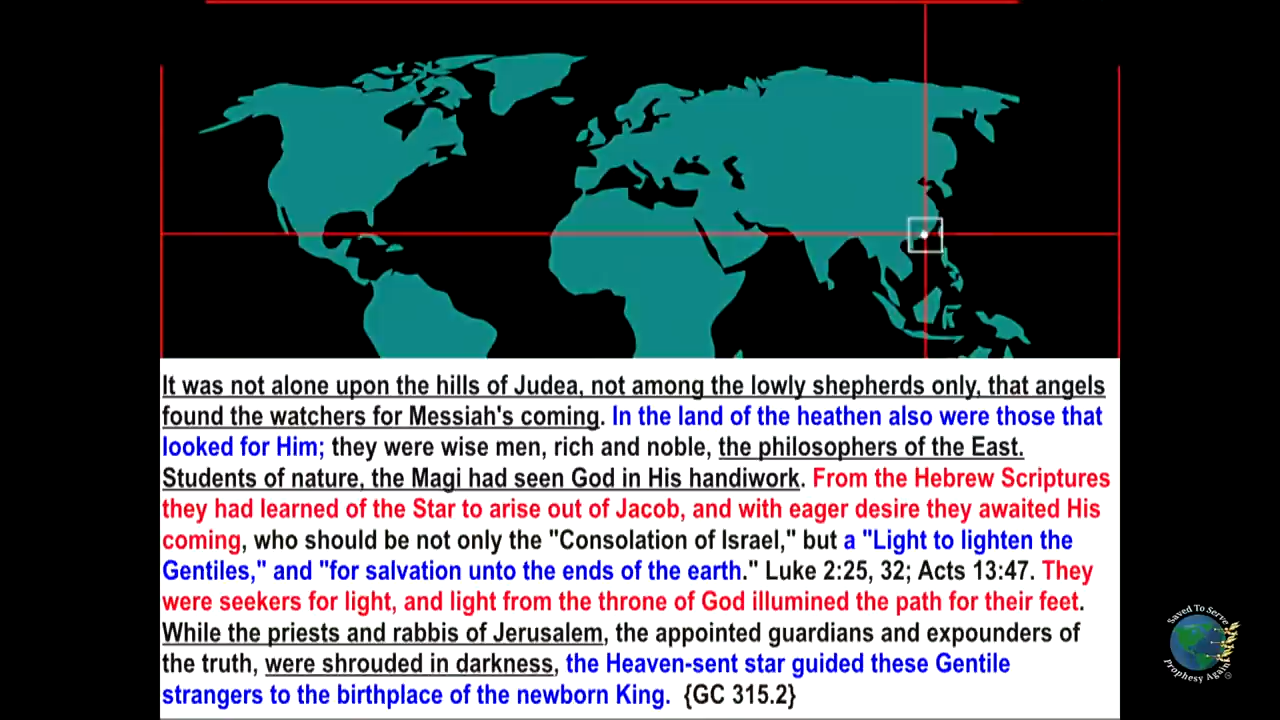 It was not alone upon the hills of Judea, not among the lowly shepherds only, that angels
found the watchers for Messiah's coming. In the land of the heathen also were those that
looked for Him; they were wise men, rich and noble, the philosophers of the East.
Students of nature, the Magi had seen God in His handiwork. From the Hebrew Scriptures
they had learned of the Star to arise out of Jacob, and with eager desire they awaited His
coming, who should be not only the "Consolation of Israel," but a "Light to lighten the
Gentiles," and "for salvation unto the ends of the earth." Luke 2:25, 32; Acts 13:47. They
were seekers for light, and light from the throne of God illumined the path for their feet.
While the priests and rabbis of Jerusalem, the appointed guardians and expounders of
the truth, were shrouded in darkness, the Heaven-sent star guided these Gentile
strangers to the birthplace of the newborn King. {GC 315.2}
Saved To Serve
Prophesy Again